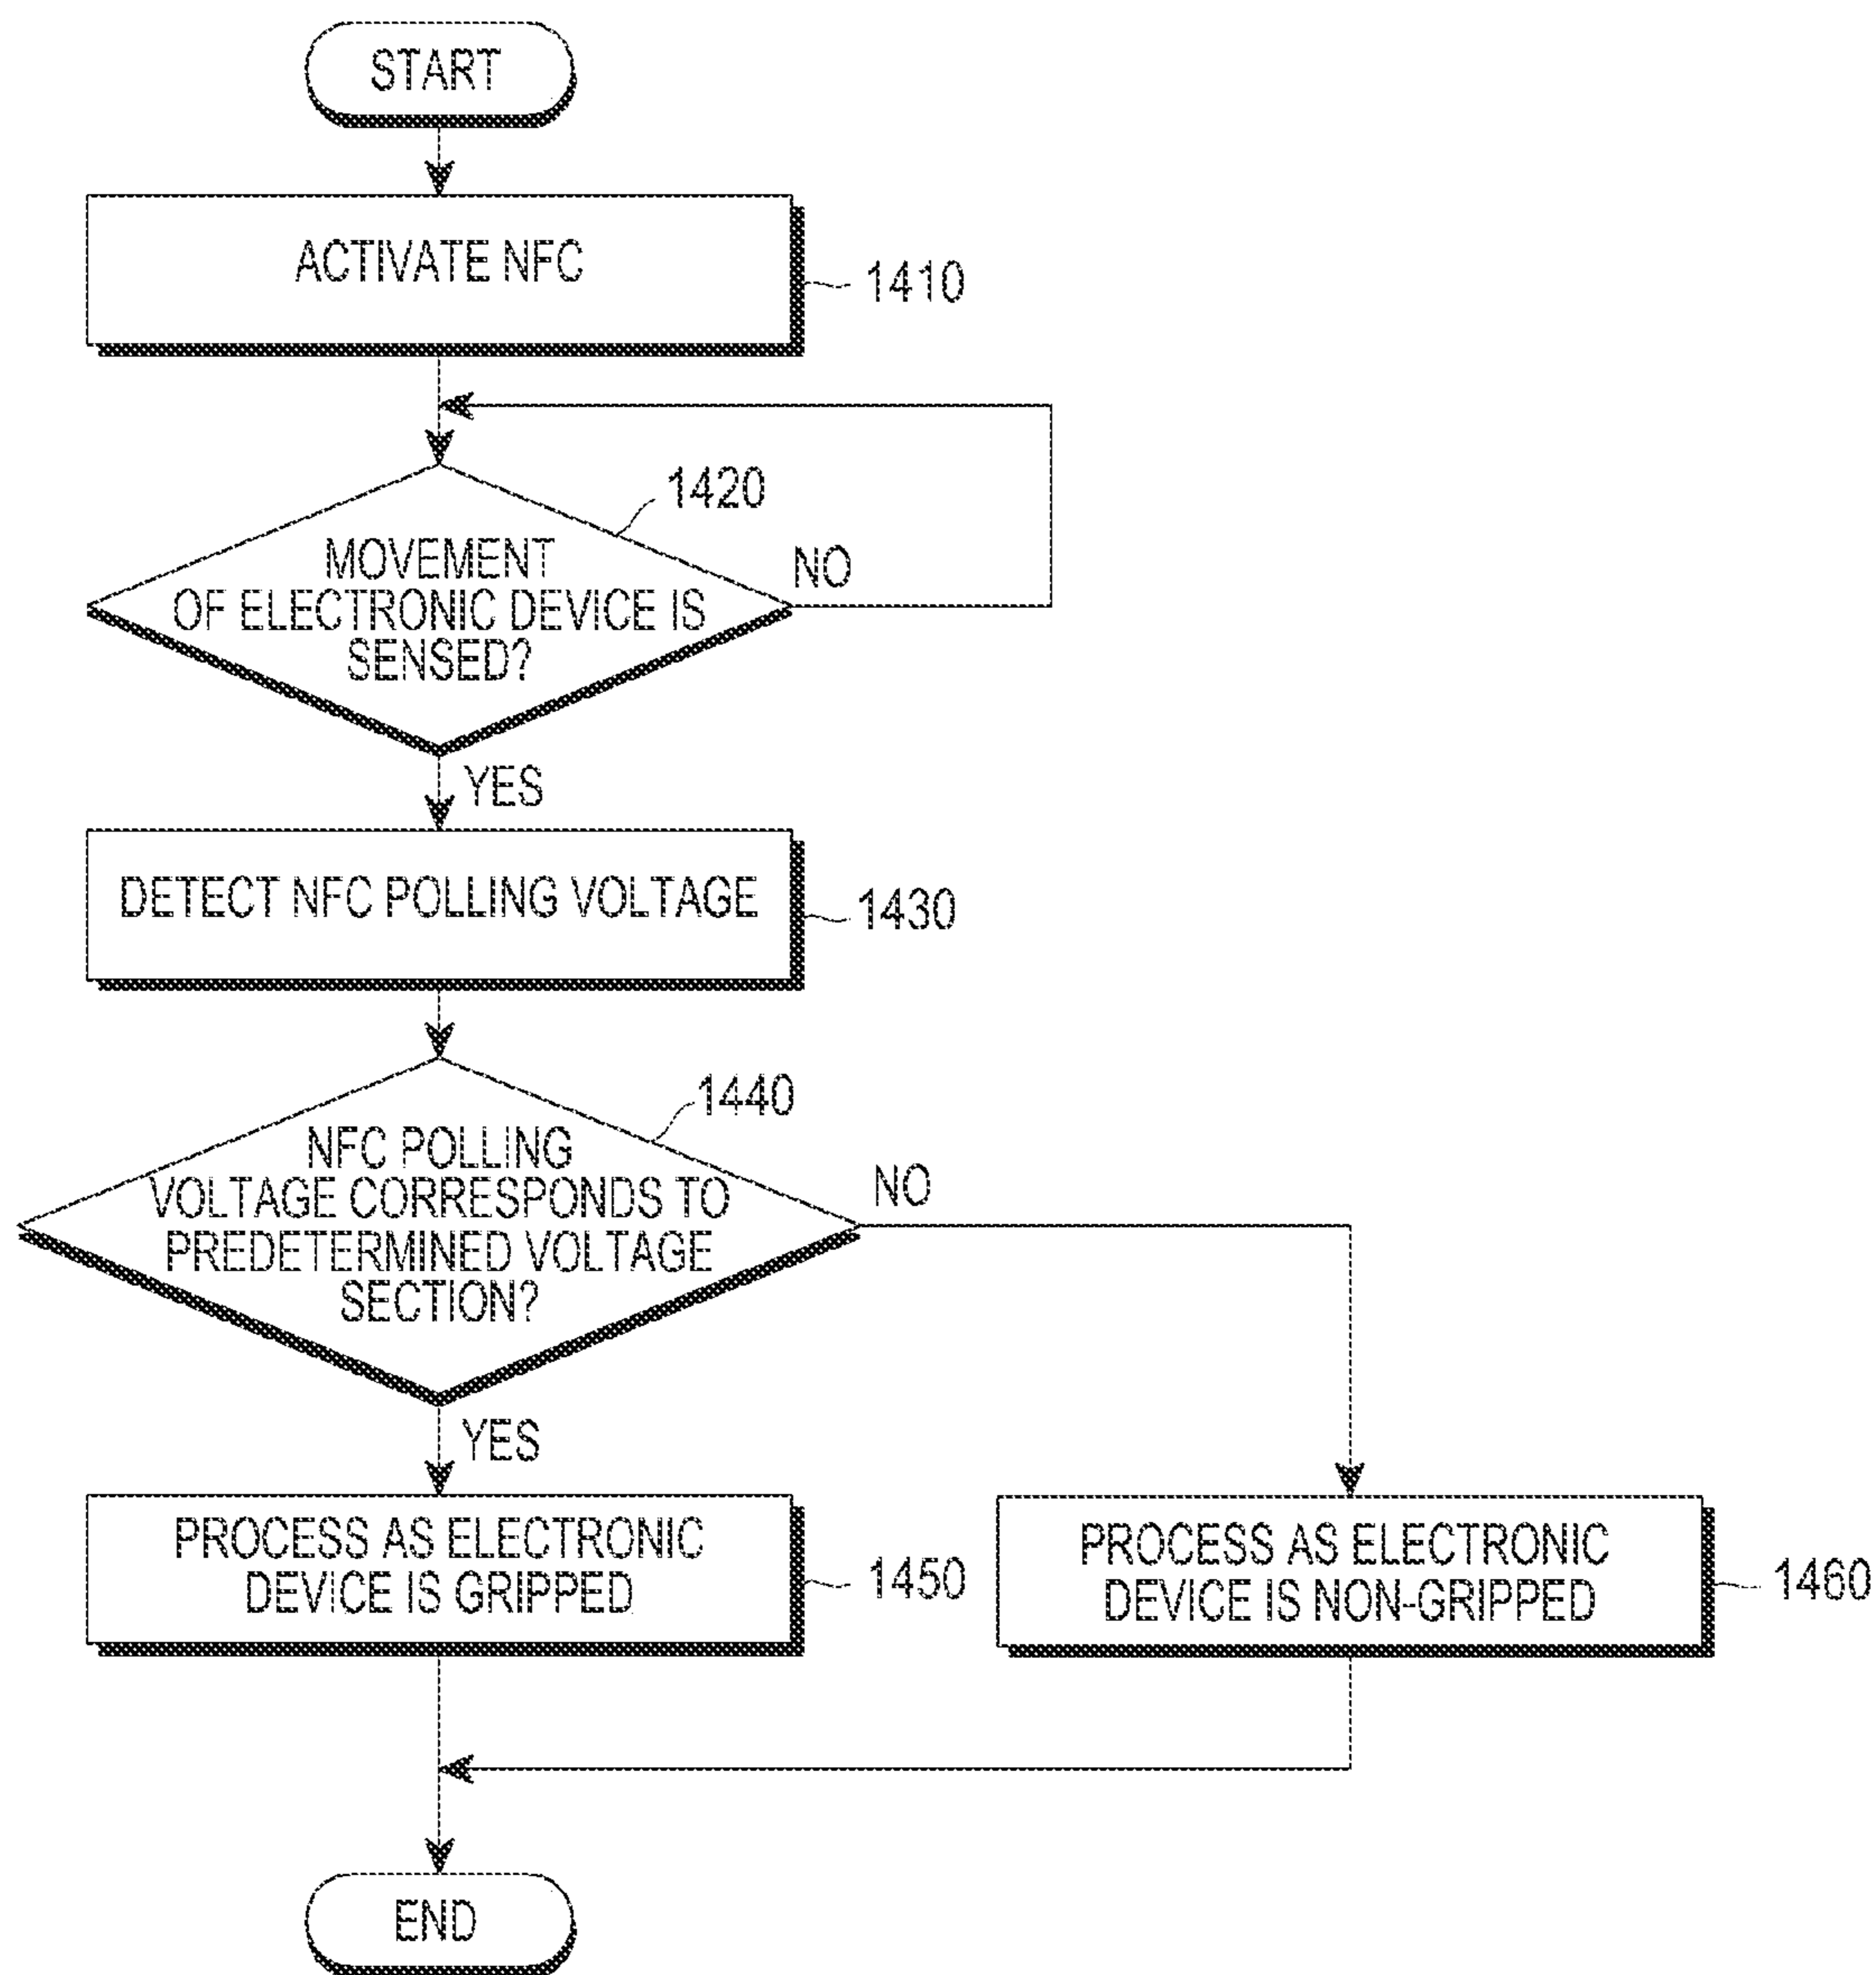 START
ACTIVATE NFC
1410
1420
MOVEMENT
OF ELECTRONIC DEVICE IS
SENSED?
NO
YES
DETECT NFC POLLING VOLTAGE
1430
1440
NFC POLLING
VOLTAGE CORRESPONDS TO
PREDETERMINED VOLTAGE
SECTION?
NO
YES
PROCESS AS ELECTRONIC
DEVICE IS GRIPPED
1450
PROCESS AS ELECTRONIC
DEVICE IS NON-GRIPPED
1460
END